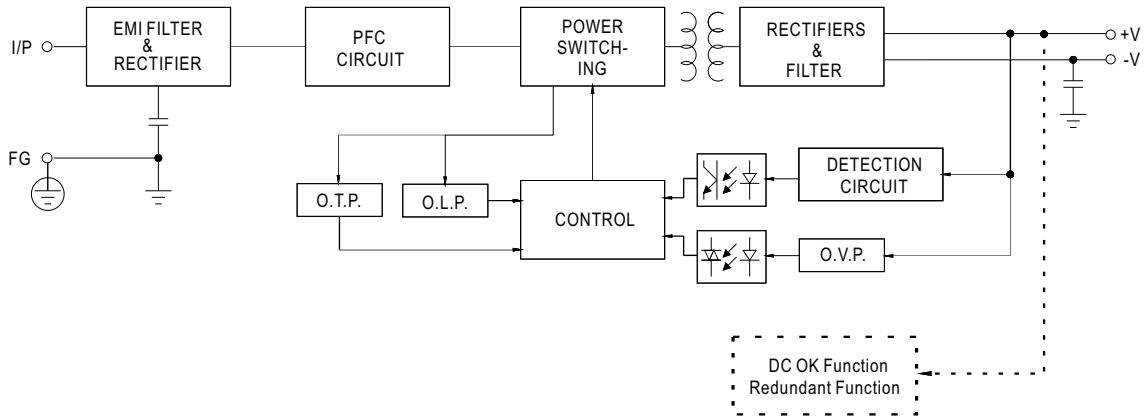 I/P
EMI FILTER
&
RECTIFIER
PFC
CIRCUIT
POWER
SWITCH-
ING
RECTIFIERS
&
FILTER
+V
-V
FG
O.T.P.
O.L.P.
CONTROL
DETECTION
CIRCUIT
O.V.P.
DC OK Function
Redundant Function